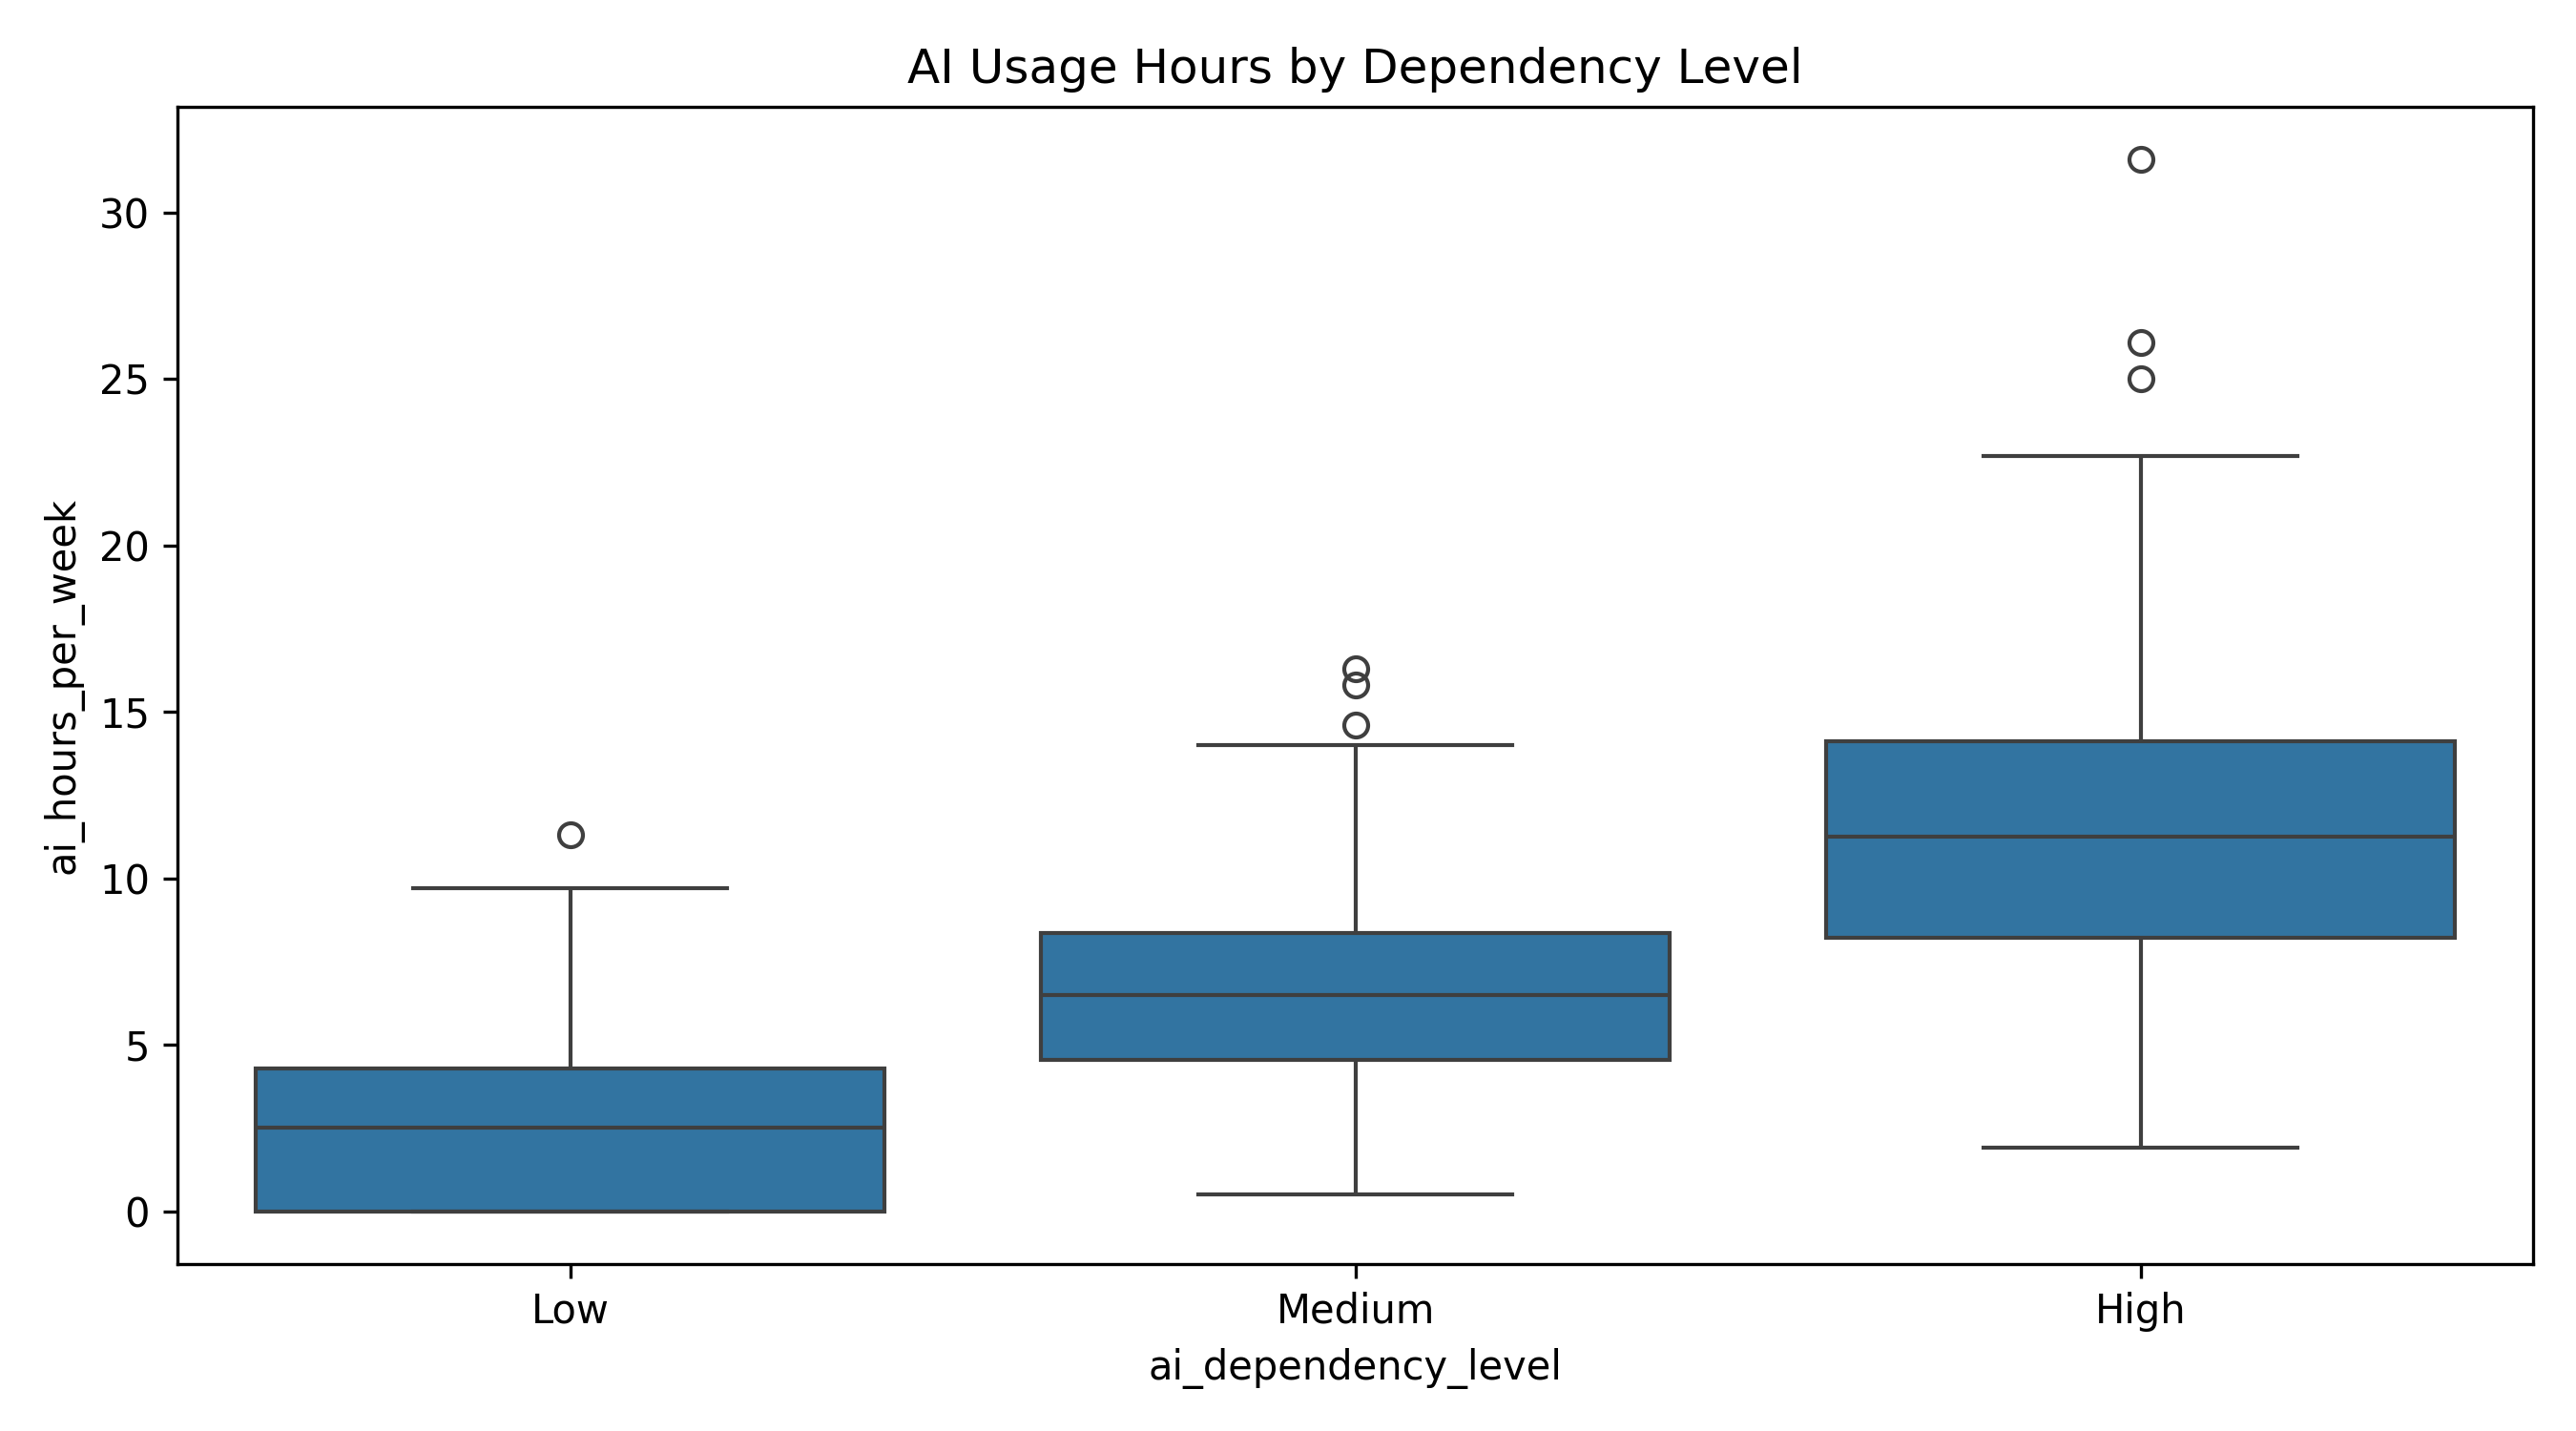 AI Usage Hours by Dependency Level
ai_hours_per_week
30
25
20
15
10
5
0
Low
Medium
High
ai_dependency_level